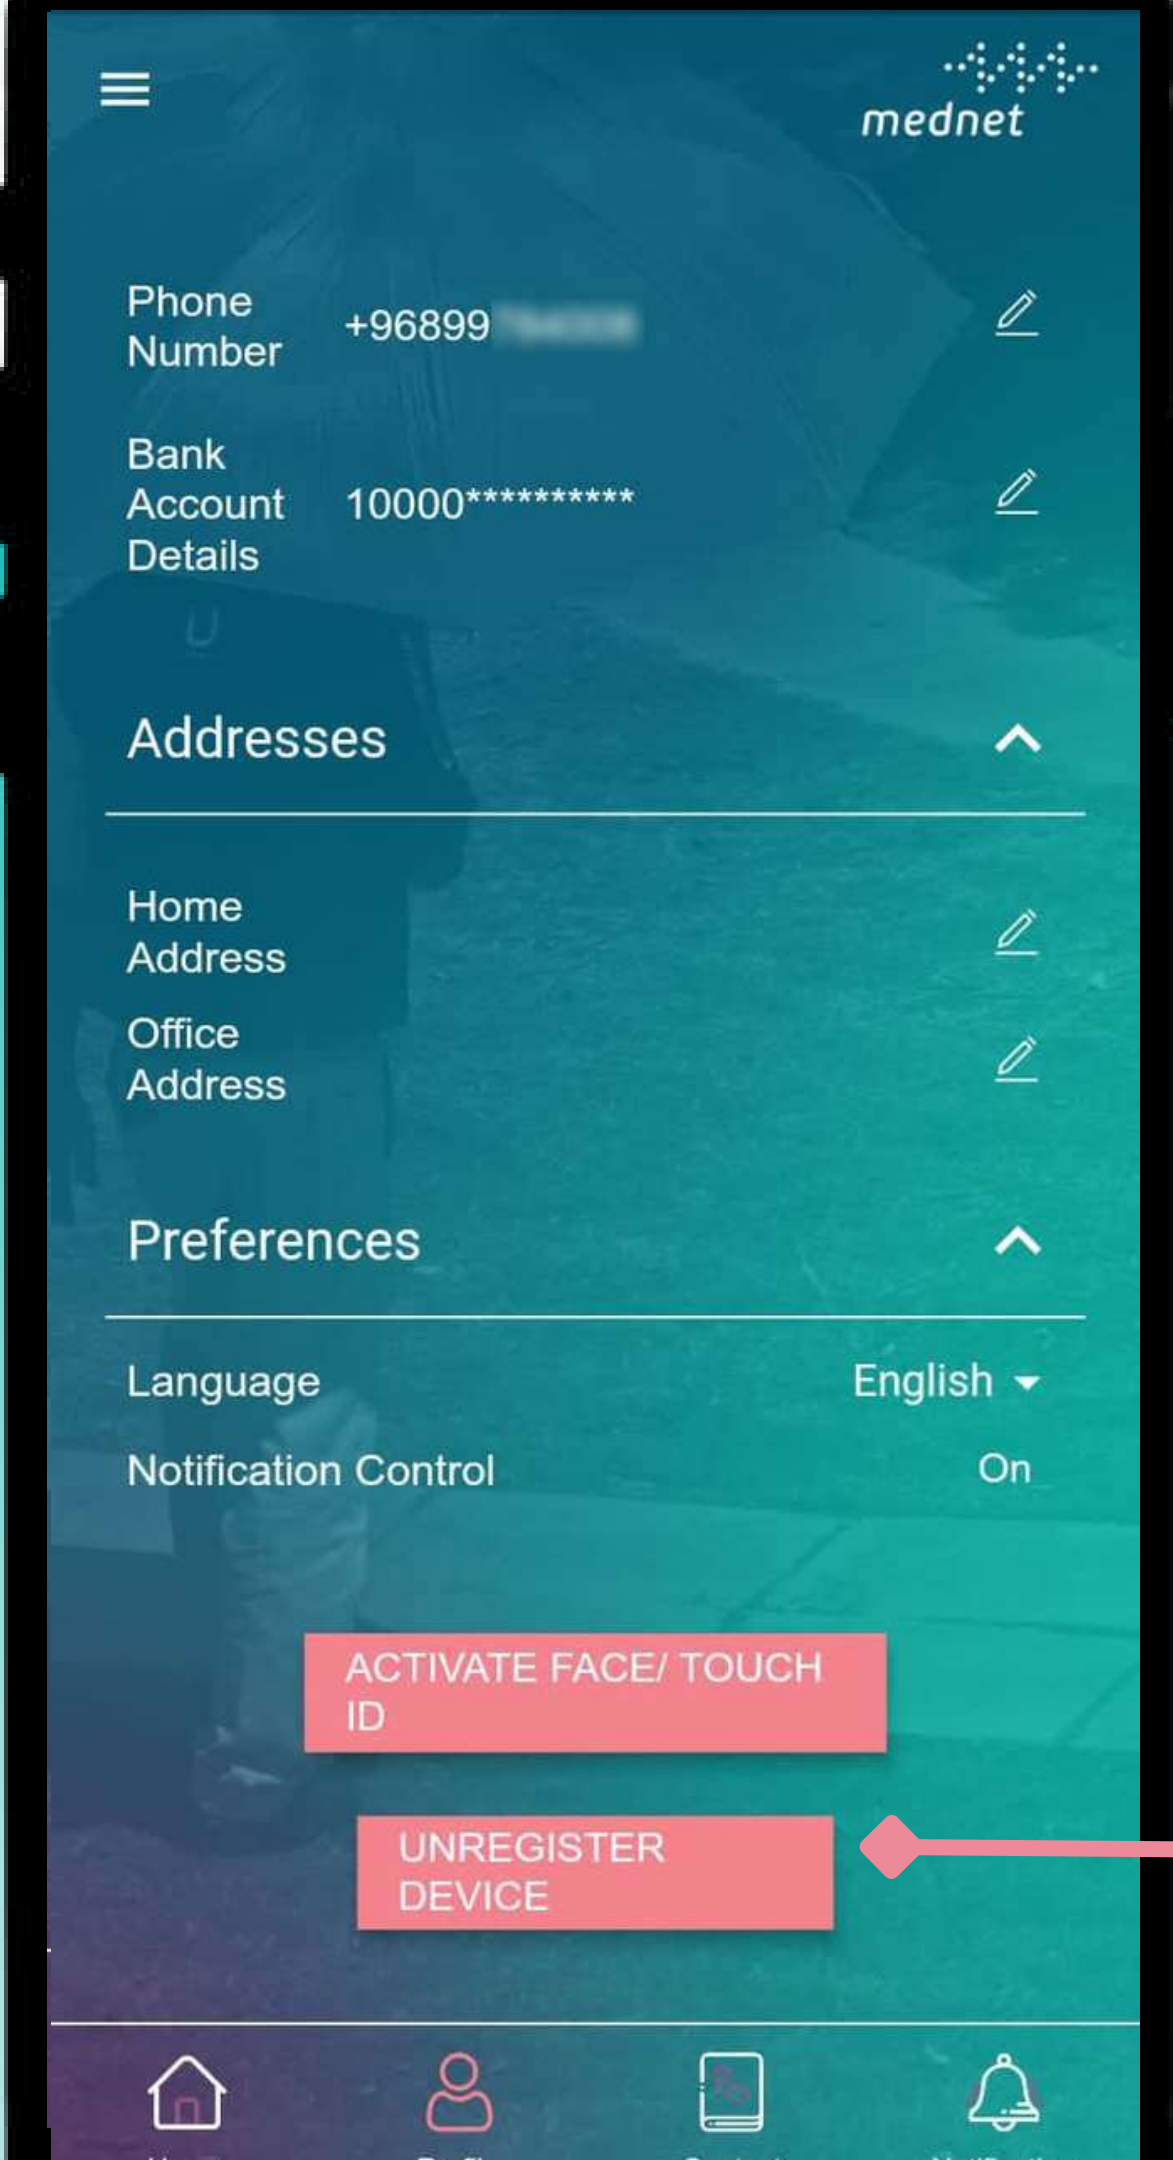 mednet
Phone
Number
+96899
Bank
Account
Details
10000**********
Addresses
Home
Address
Office
Address
Preferences
Language
English
Notification Control
On
ACTIVATE FACE/ TOUCH
ID
UNREGISTER
DEVICE